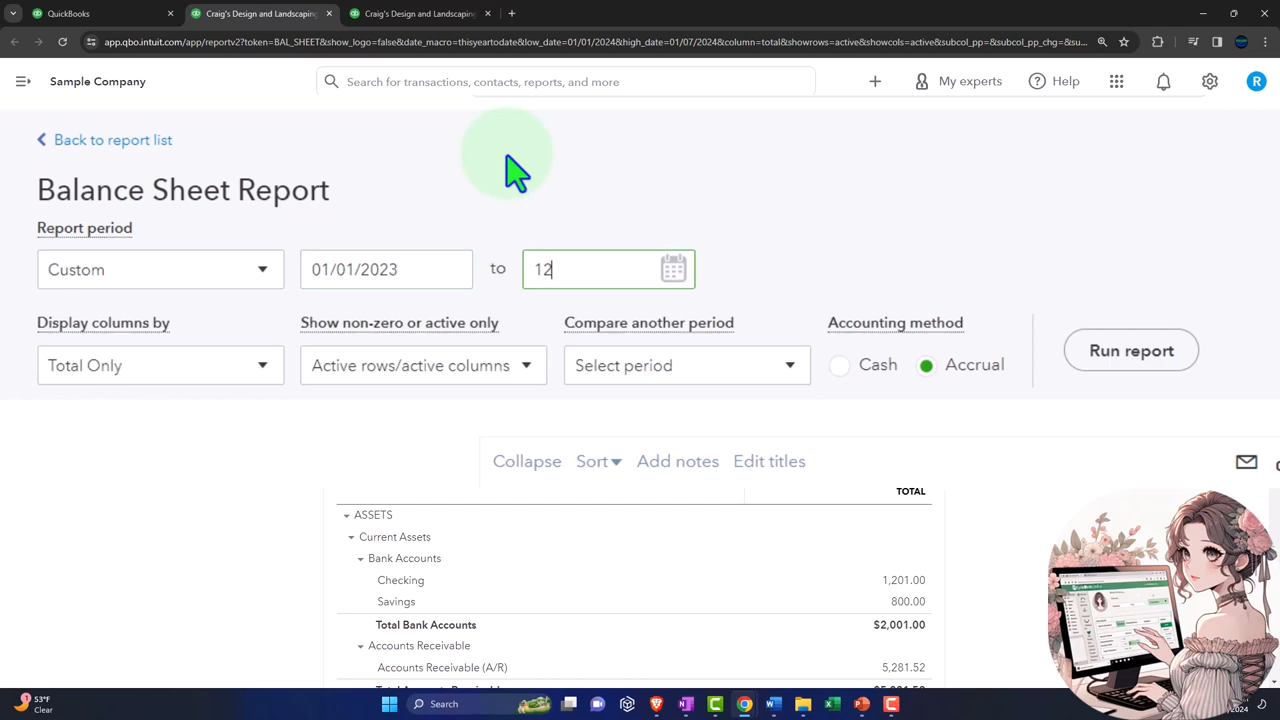 QuickBooks
Craig's Design and Landscaping
Craig's Design and Landscaping
app.qbo.intuit.com/app/reportv2?token=BAL_SHEET&show_logo=false&date_macro=thisyeartodate&low_date=01/01/2024&high_date=01/07/2024&column=total&showrows=active&showcols=active&subcol_pp=&subcol_pp_chg=&su...
Sample Company
Search for transactions, contacts, reports, and more
My experts
Help
R
Back to report list
Balance Sheet Report
Report period
Custom
01/01/2023
to
12
Display columns by
Show non-zero or active only
Compare another period
Accounting method
Total Only
Active rows/active columns
Select period
Cash
Accrual
Run report
Collapse
Sort
Add notes
Edit titles
TOTAL
ASSETS
Current Assets
Bank Accounts
Checking 1,201.00
Savings 800.00
Total Bank Accounts $2,001.00
Accounts Receivable
Accounts Receivable (A/R) 5,281.52
53°F
Clear
Search